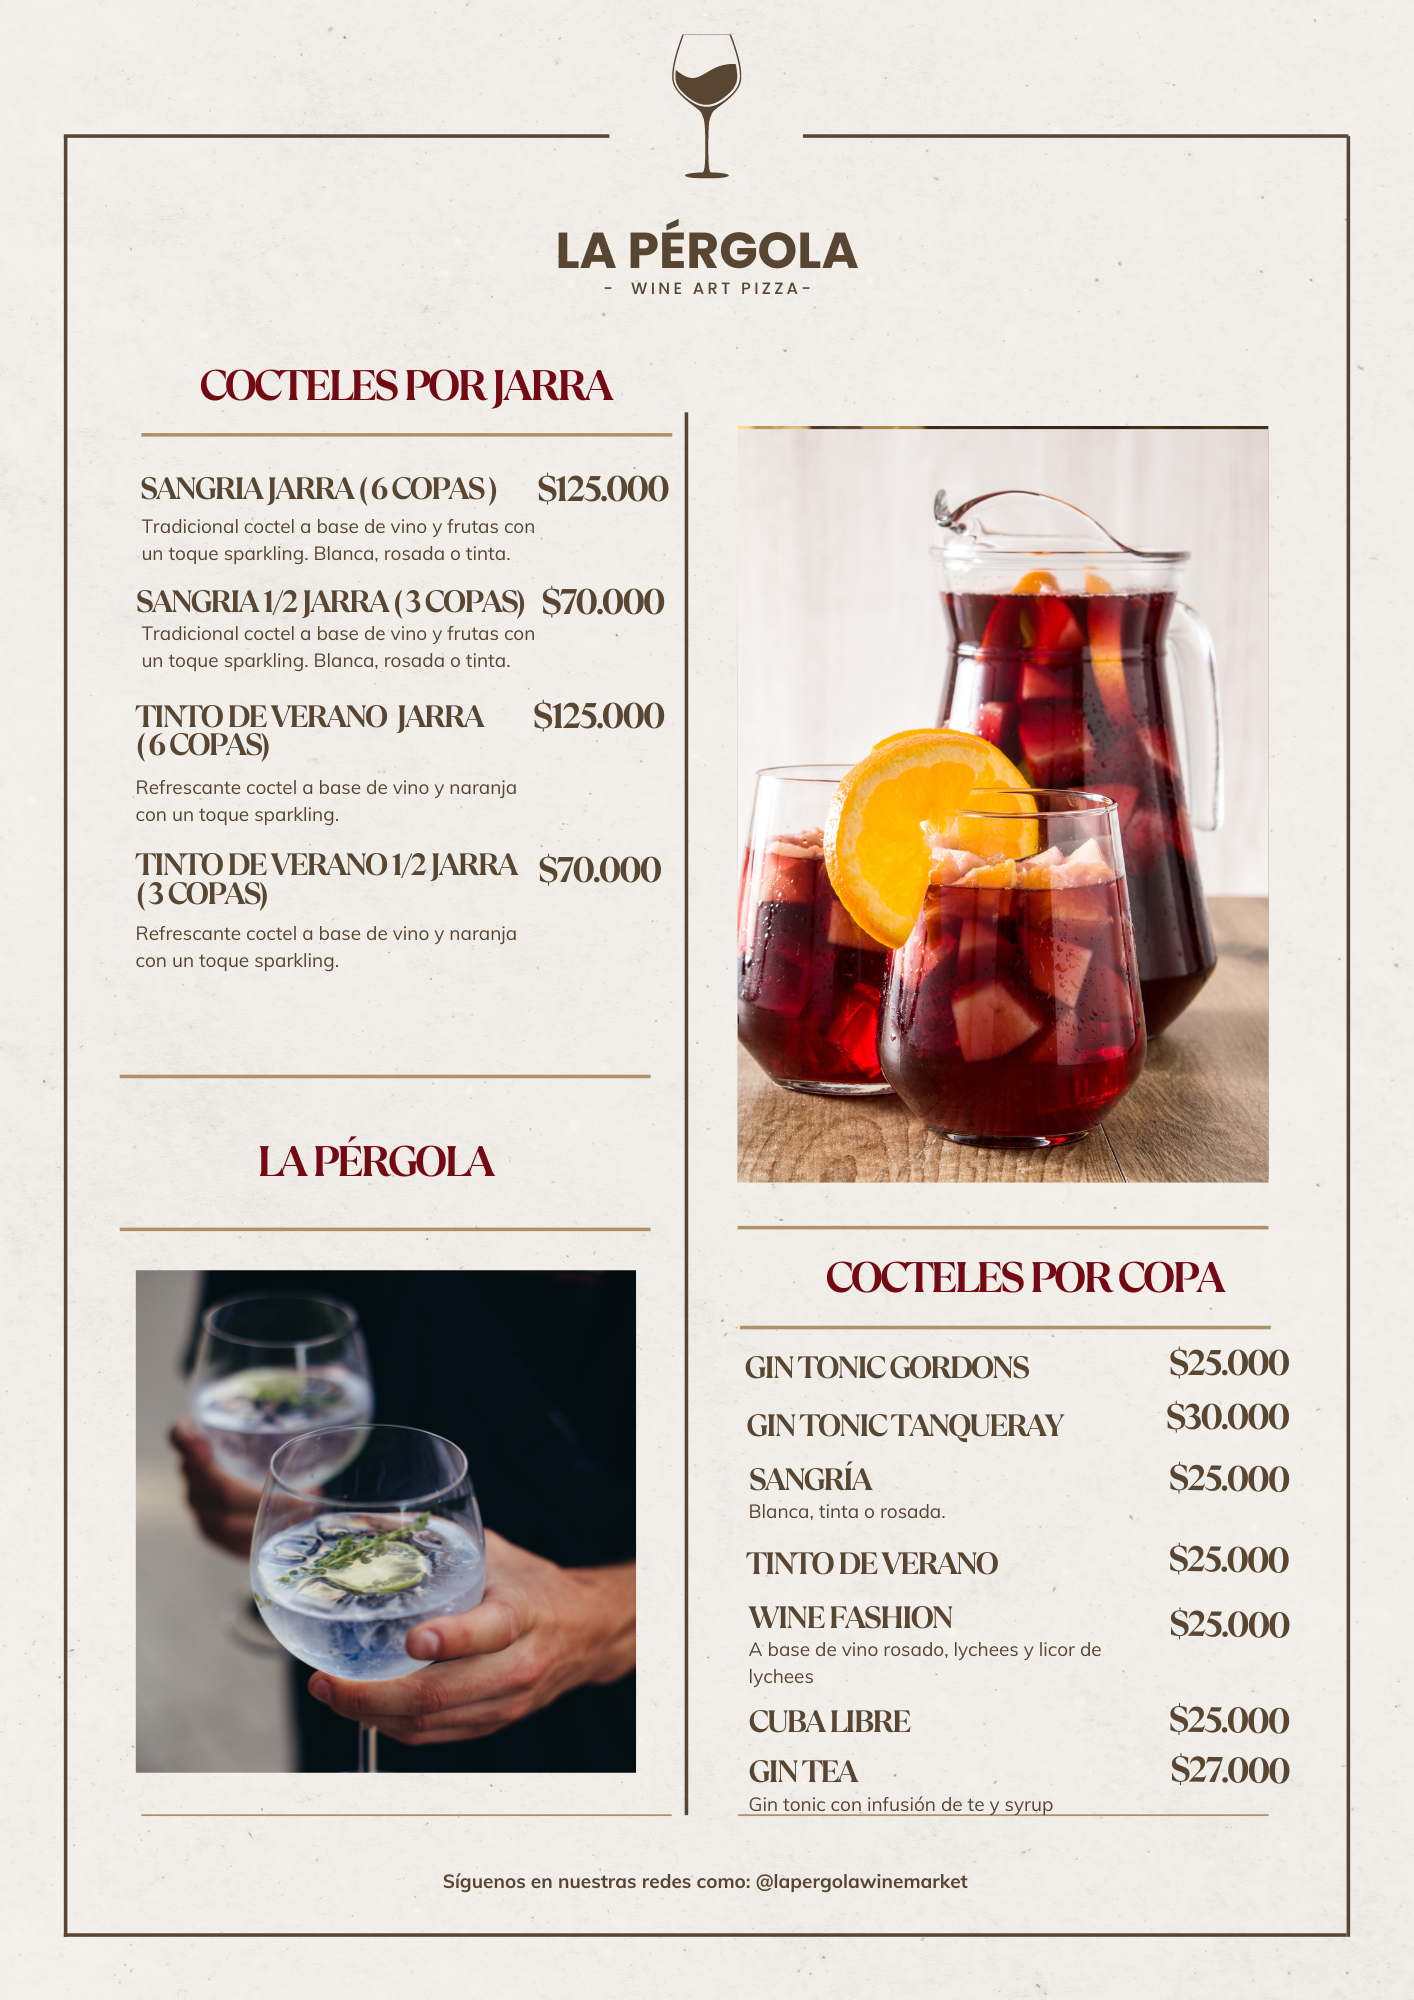 LA PÉRGOLA
- WINE ART PIZZA-
COCTELES POR JARRA
SANGRIA JARRA ( 6 COPAS ) $125.000
Tradicional coctel a base de vino y frutas con
un toque sparkling. Blanca, rosada o tinta.
SANGRIA 1/2 JARRA ( 3 COPAS) $70.000
Tradicional coctel a base de vino y frutas con
un toque sparkling. Blanca, rosada o tinta.
TINTO DE VERANO JARRA $125.000
( 6 COPAS)
Refrescante coctel a base de vino y naranja
con un toque sparkling.
TINTO DE VERANO 1/2 JARRA $70.000
( 3 COPAS)
Refrescante coctel a base de vino y naranja
con un toque sparkling.
LA PÉRGOLA
COCTELES POR COPA
GIN TONIC GORDONS $25.000
GIN TONIC TANQUERAY $30.000
SANGRÍA $25.000
Blanca, tinta o rosada.
TINTO DE VERANO $25.000
WINE FASHION $25.000
A base de vino rosado, lychees y licor de
lychees
CUBA LIBRE $25.000
GIN TEA $27.000
Gin tonic con infusión de te y syrup
Síguenos en nuestras redes como: @lapergolawinemarket